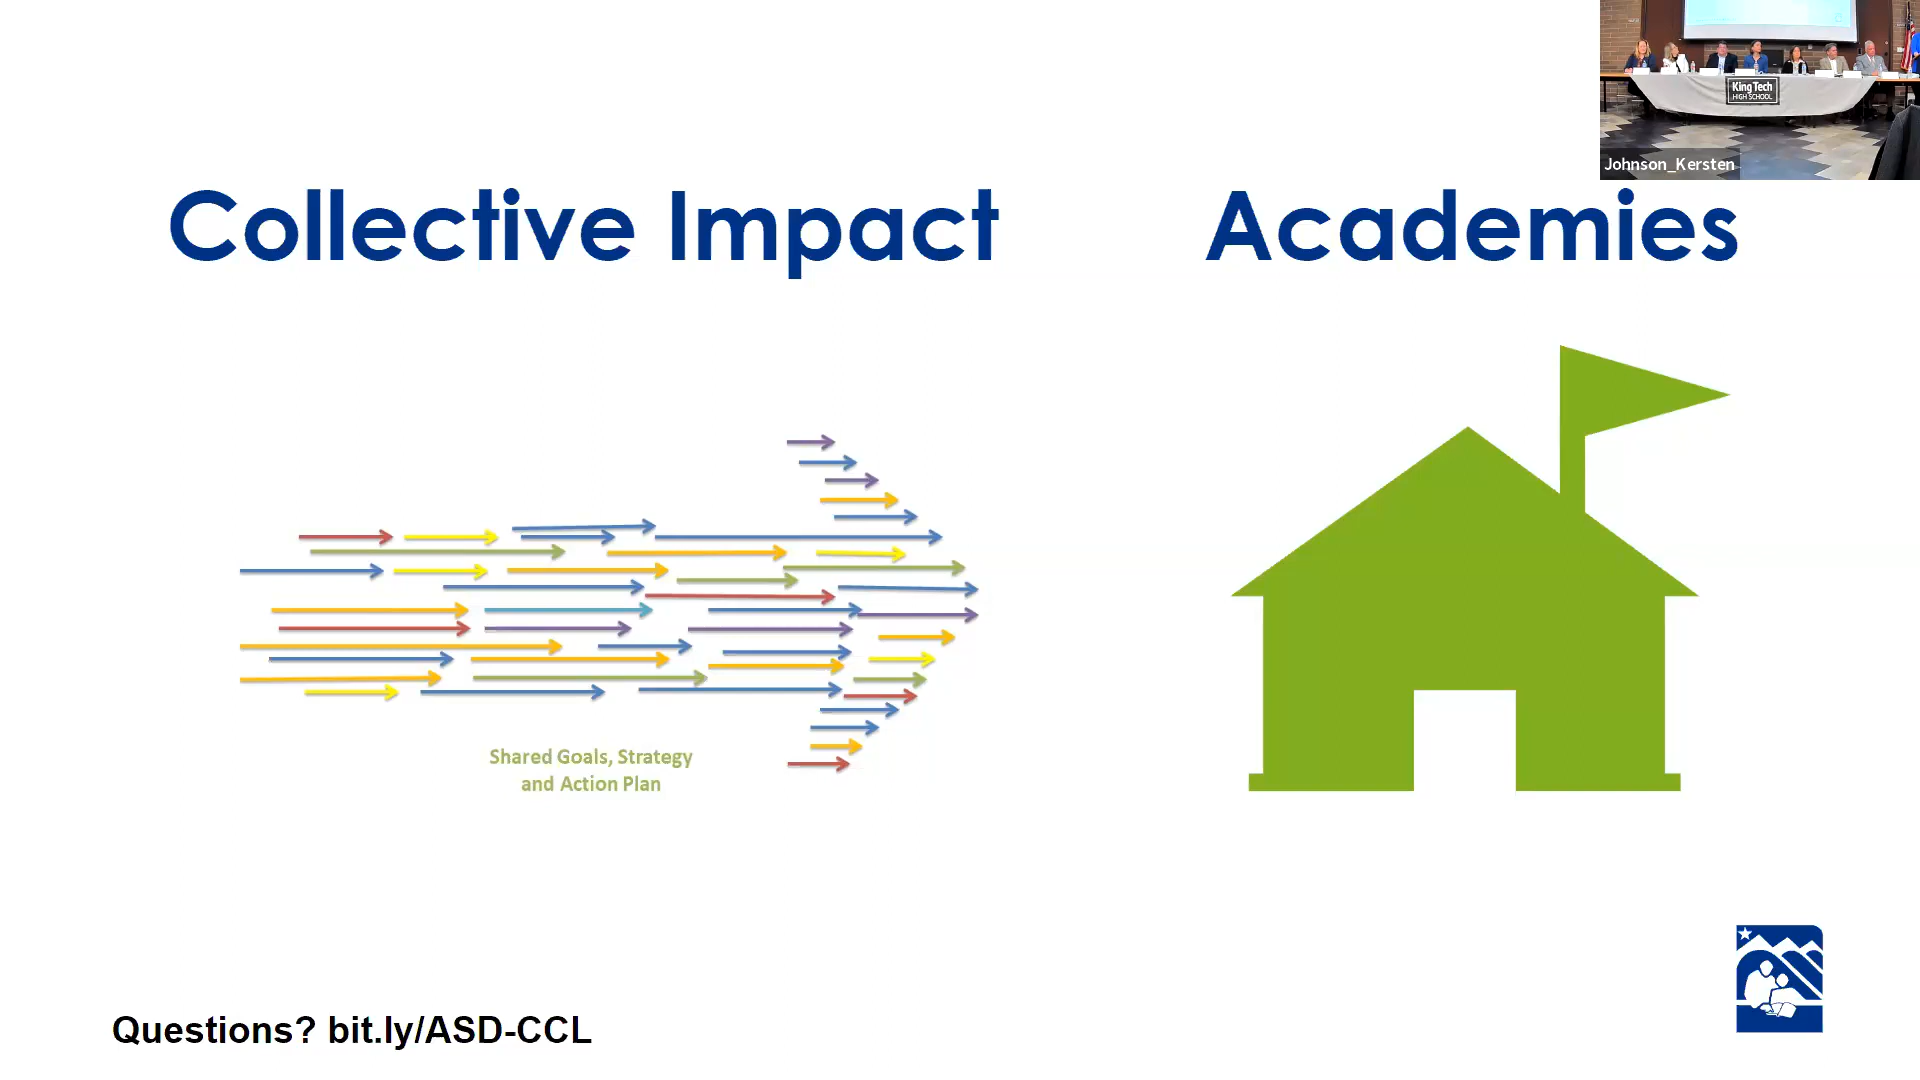 King Tech
HIGH SCHOOL
Johnson_Kersten
Collective Impact
Academies
Shared Goals, Strategy
and Action Plan
Questions? bit.ly/ASD-CCL